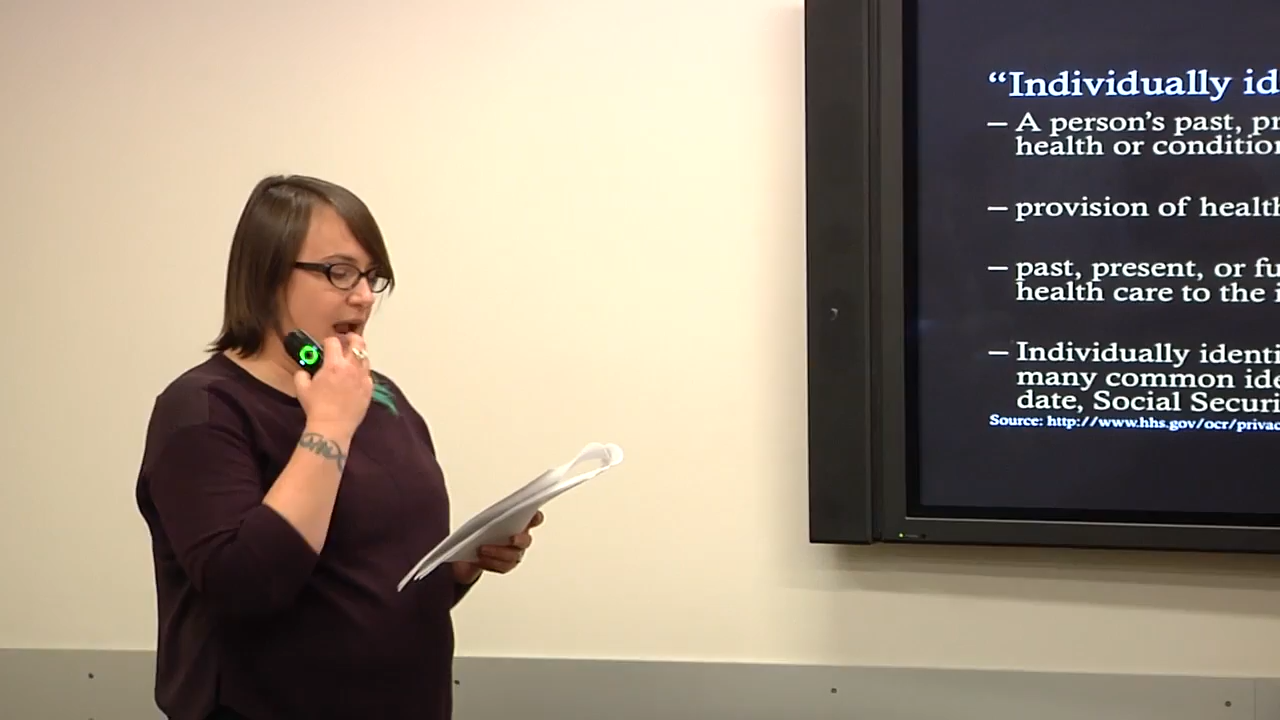 “Individually id
– A person’s past, pr
health or condition
– provision of health
– past, present, or fu
health care to the i
– Individually identi
many common ide
date, Social Securi
Source: http://www.hhs.gov/ocr/privac